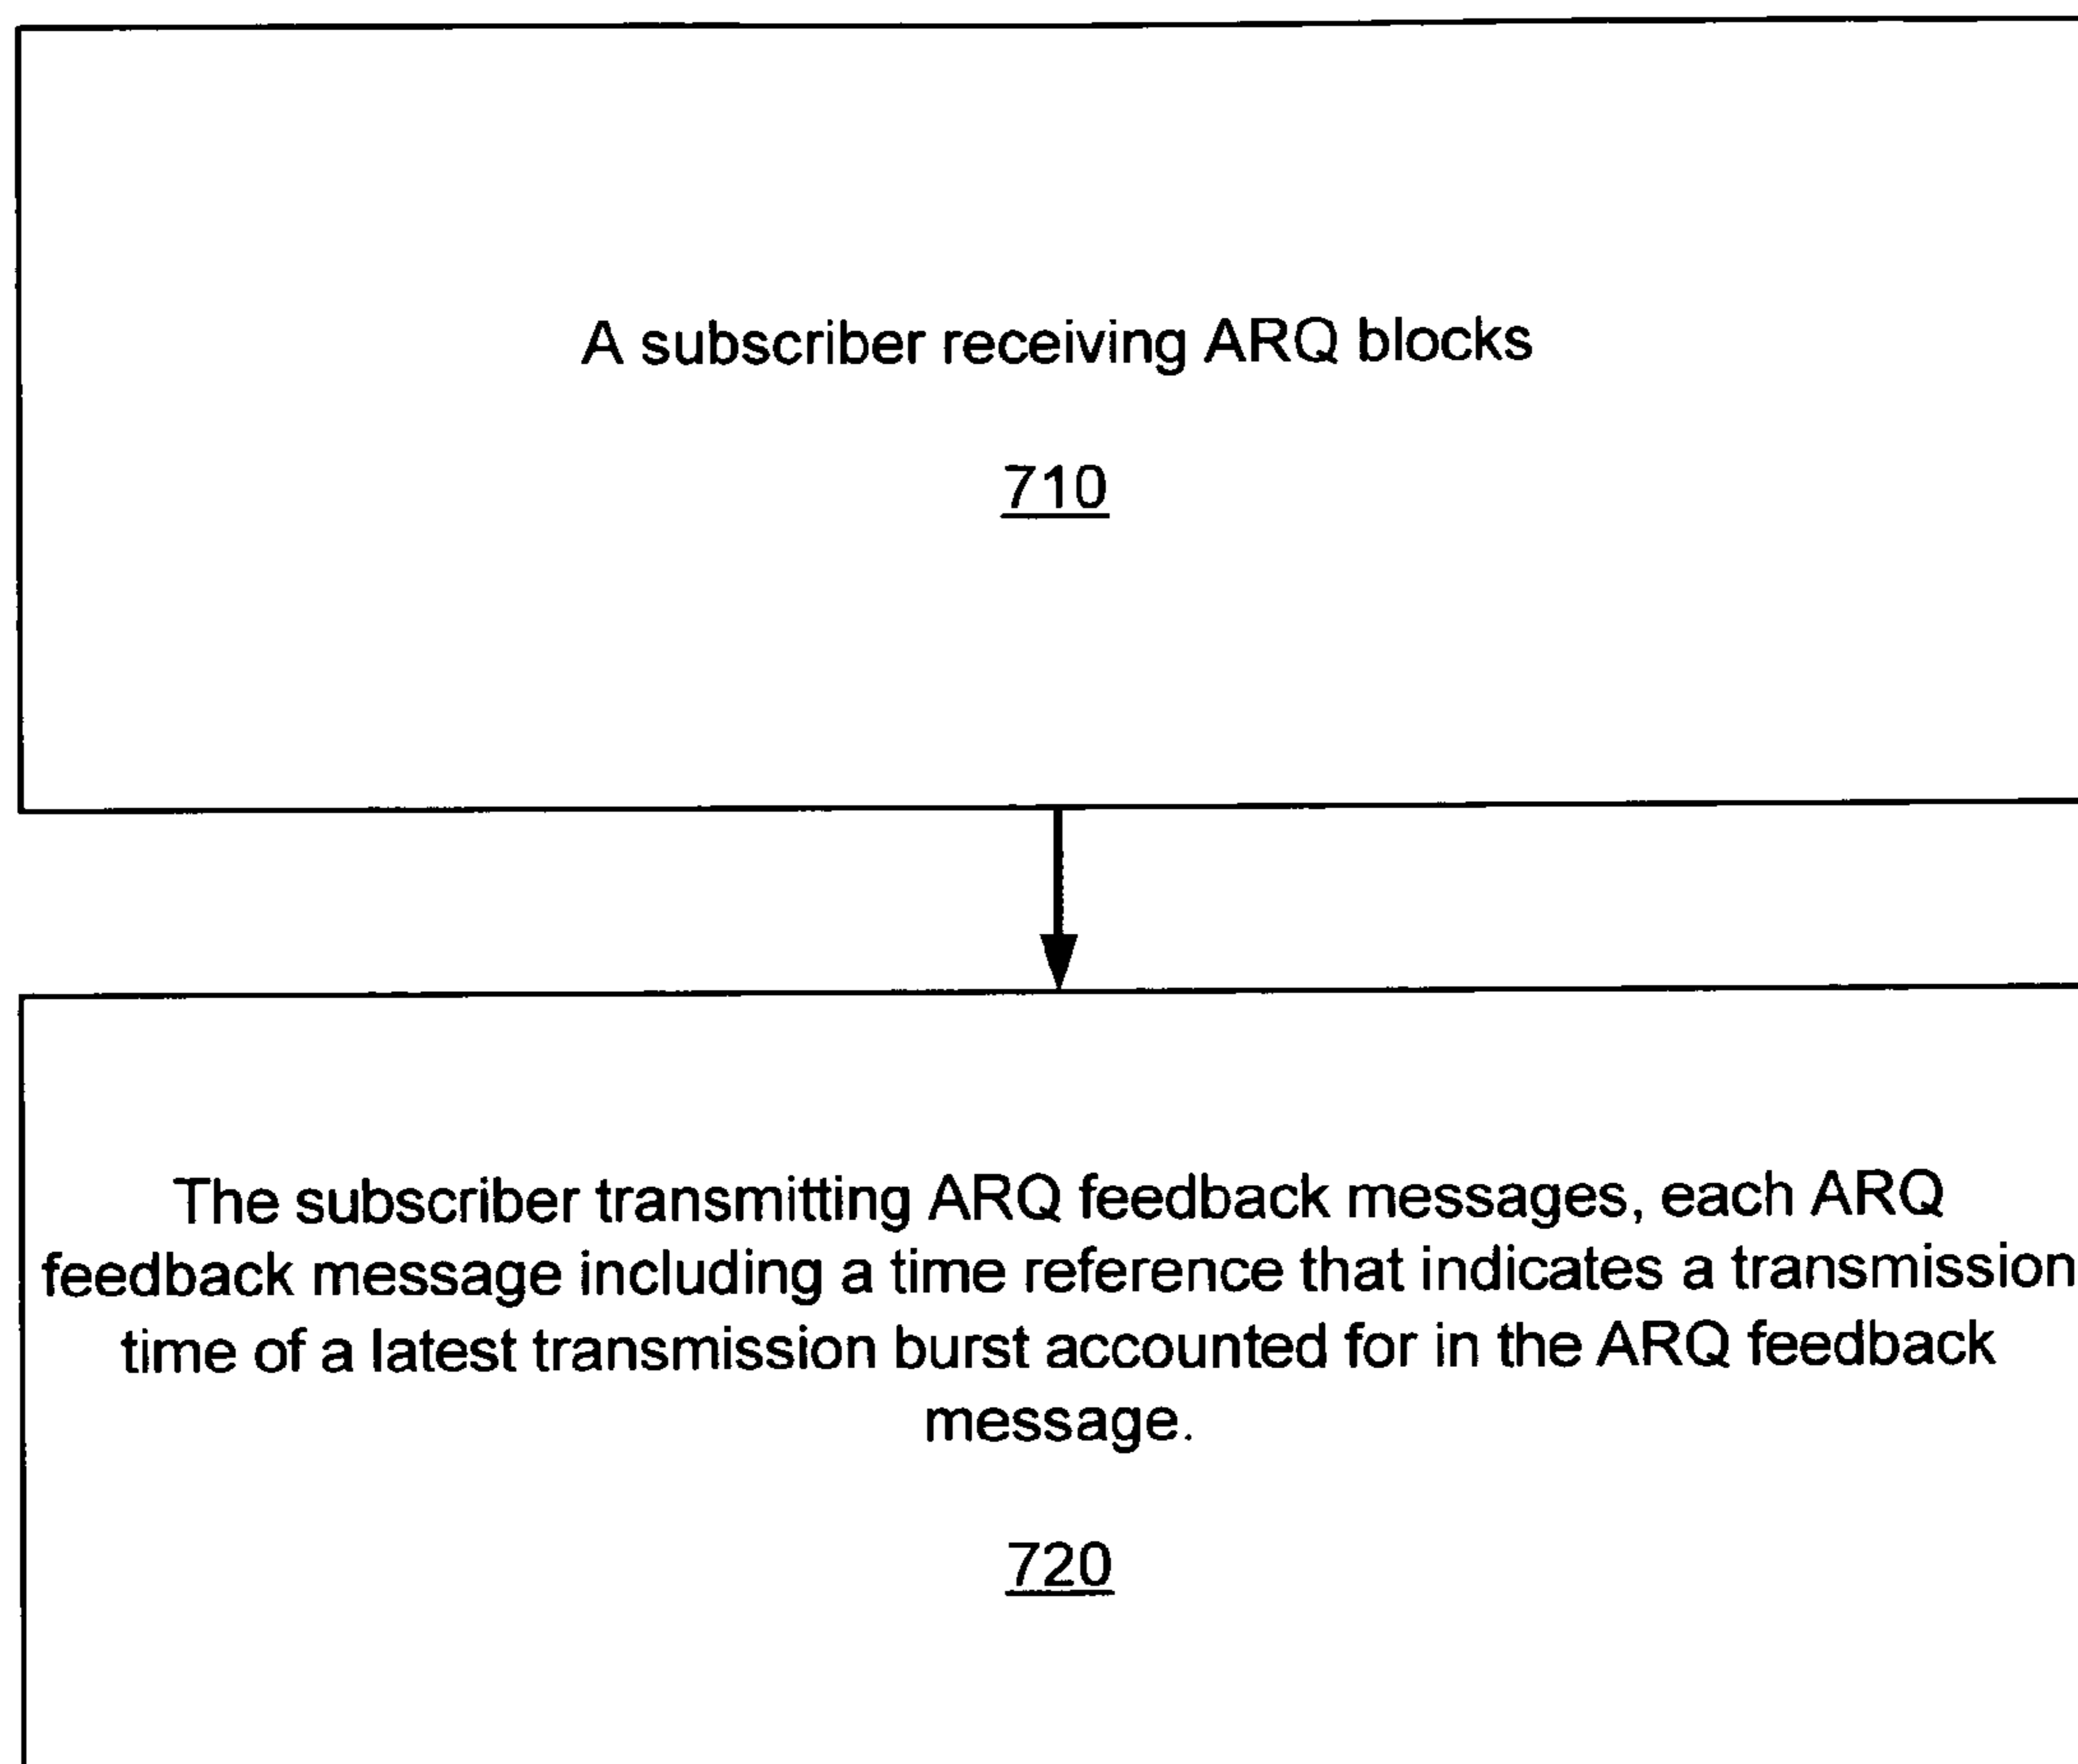 A subscriber receiving ARQ blocks
710
The subscriber transmitting ARQ feedback messages, each ARQ
feedback message including a time reference that indicates a transmission
time of a latest transmission burst accounted for in the ARQ feedback
message.
720